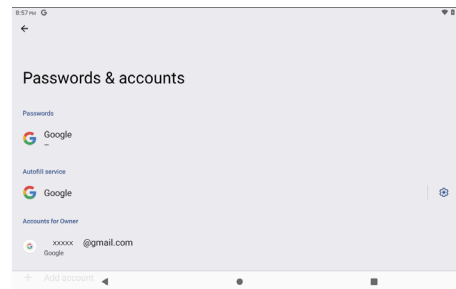 8:57 PM G
Passwords & accounts
Passwords
Google
–
Autofill service
Google
Accounts for Owner
xxxxx @gmail.com
Google
+ Add account